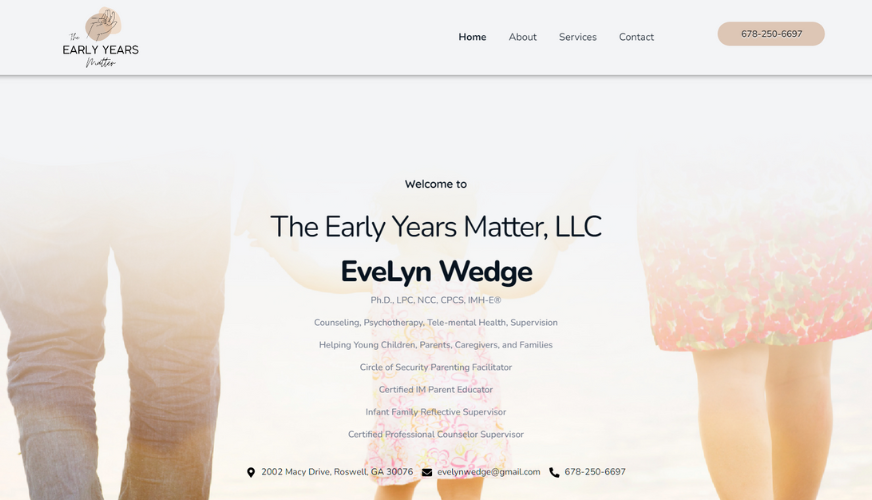 The
EARLY YEARS
Matter
Home About Services Contact
678-250-6697
Welcome to
The Early Years Matter, LLC
EveLyn Wedge
Ph.D., LPC, NCC, CPCS, IMH-E®
Counseling, Psychotherapy, Tele-mental Health, Supervision
Helping Young Children, Parents, Caregivers, and Families
Circle of Security Parenting Facilitator
Certified IM Parent Educator
Infant Family Reflective Supervisor
Certified Professional Counselor Supervisor
2002 Macy Drive, Roswell, GA 30076 evelynwedge@gmail.com 678-250-6697